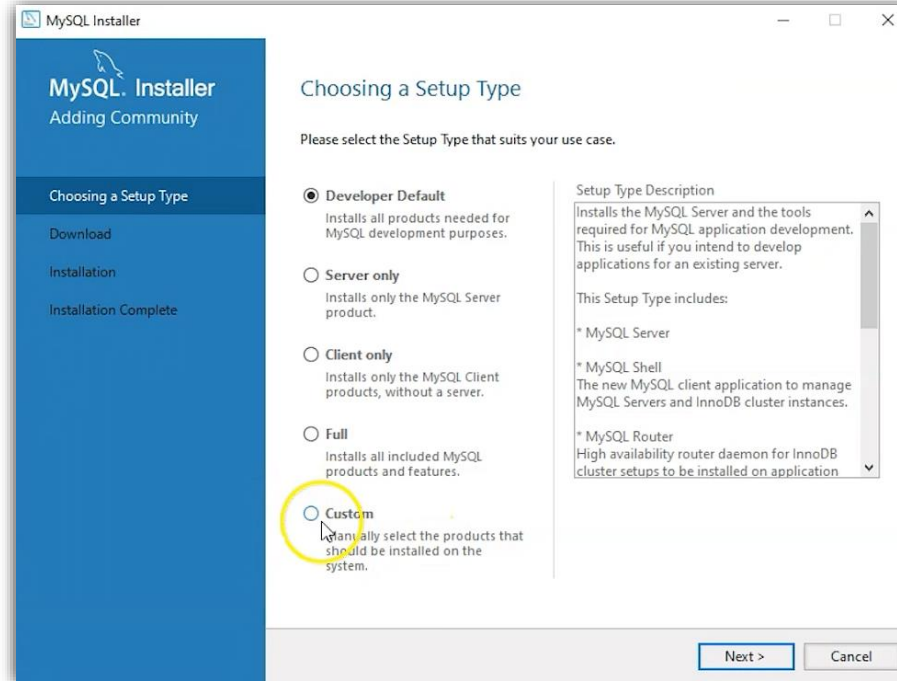 MySQL Installer
MySQL. Installer
Adding Community
Choosing a Setup Type
Download
Installation
Installation Complete
Choosing a Setup Type
Please select the Setup Type that suits your use case.
Developer Default
Installs all products needed for
MySQL development purposes.
Server only
Installs only the MySQL Server
product.
Client only
Installs only the MySQL Client
products, without a server.
Full
Installs all included MySQL
products and features.
Custom
Manually select the products that
should be installed on the
system.
Setup Type Description
Installs the MySQL Server and the tools
required for MySQL application development.
This is useful if you intend to develop
applications for an existing server.
This Setup Type includes:
* MySQL Server
* MySQL Shell
The new MySQL client application to manage
MySQL Servers and InnoDB cluster instances.
* MySQL Router
High availability router daemon for InnoDB
cluster setups to be installed on application
Next >
Cancel